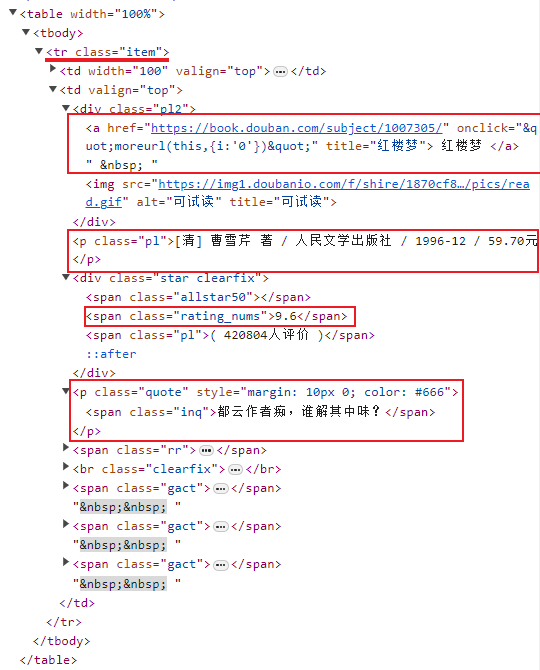 ▼<table width="100%">
▼<tbody>
▼<tr class="item">
▶<td width="100" valign="top">…</td>
▼<td valign="top">
▼<div class="pl2">
<a href="https://book.douban.com/subject/1007305/" onclick="&q
uot;moreurl(this,{i:'0'})&quot;" title="红楼梦"> 红楼梦 </a>
" &nbsp; "
<img src="https://img1.doubanio.com/f/shire/1870cf8…/pics/rea
d.gif" alt="可试读" title="可试读">
</div>
<p class="pl">[清] 曹雪芹 著 / 人民文学出版社 / 1996-12 / 59.70元
</p>
▼<div class="star clearfix">
<span class="allstar50"></span>
<span class="rating_nums">9.6</span>
<span class="pl">( 420804人评价 )</span>
::after
</div>
▼<p class="quote" style="margin: 10px 0; color: #666">
<span class="inq">都云作者痴，谁解其中味？</span>
</p>
▶<span class="rr">…</span>
▶<br class="clearfix">…</br>
▶<span class="gact">…</span>
"&nbsp;&nbsp; "
▶<span class="gact">…</span>
"&nbsp;&nbsp; "
▶<span class="gact">…</span>
"&nbsp;&nbsp; "
</td>
</tr>
</tbody>
</table>